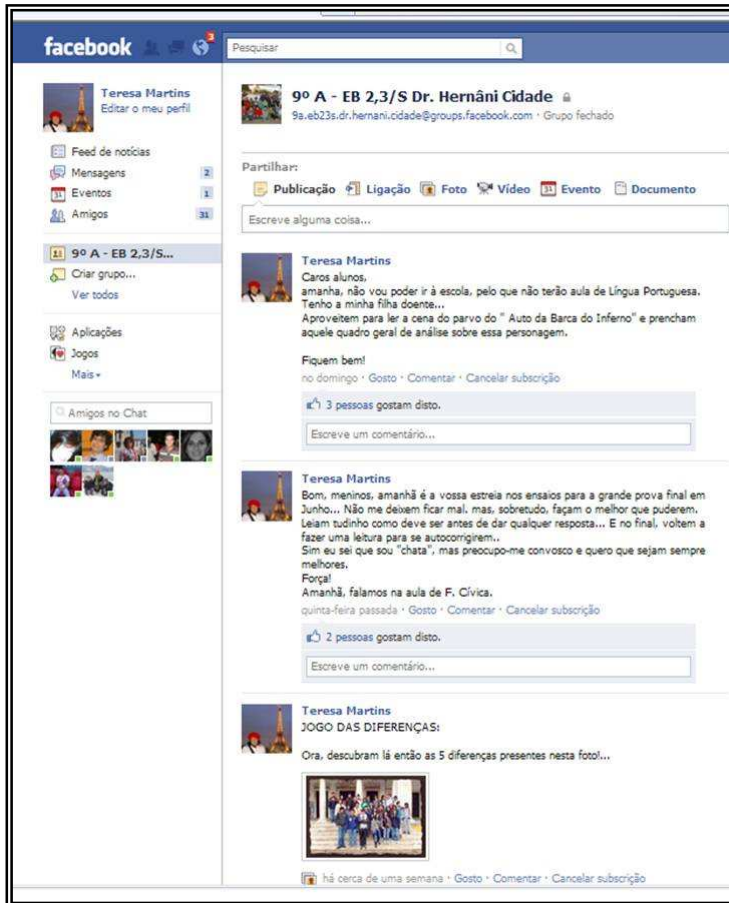 facebook 3
Pesquisar
Teresa Martins
Editar o meu perfil
Feed de notícias
Mensagens 2
Eventos 1
Amigos 31
9º A - EB 2,3/S...
Criar grupo...
Ver todos
Aplicações
Jogos
Mais
Amigos no Chat
9º A - EB 2,3/S Dr. Hernâni Cidade
9a.eb23s.dr.hernani.cidade@groups.facebook.com · Grupo fechado
Partilhar:
Publicação Ligação Foto Vídeo 31 Evento Documento
Escreve alguma coisa...
Teresa Martins
Caros alunos,
amanha, não vou poder ir à escola, pelo que não terão aula de Língua Portuguesa.
Tenho a minha filha doente...
Aproveitem para ler a cena do parvo do " Auto da Barca do Inferno" e prencham
aquele quadro geral de análise sobre essa personagem.
Fiquem bem!
no domingo · Gosto · Comentar · Cancelar subscrição
3 pessoas gostam disto.
Escreve um comentário...
Teresa Martins
Bom, meninos, amanhã é a vossa estreia nos ensaios para a grande prova final em
Junho... Não me deixem ficar mal. mas, sobretudo, façam o melhor que puderem.
Leiam tudinho como deve ser antes de dar qualquer resposta... E no final, voltem a
fazer uma leitura para se autocorrigirem..
Sim eu sei que sou "chata", mas preocupo-me convosco e quero que sejam sempre
melhores.
Força!
Amanhã, falamos na aula de F. Cívica.
quinta-feira passada · Gosto · Comentar · Cancelar subscrição
2 pessoas gostam disto.
Escreve um comentário...
Teresa Martins
JOGO DAS DIFERENÇAS:
Ora, descubram lá então as 5 diferenças presentes nesta foto!...
há cerca de uma semana · Gosto · Comentar · Cancelar subscrição